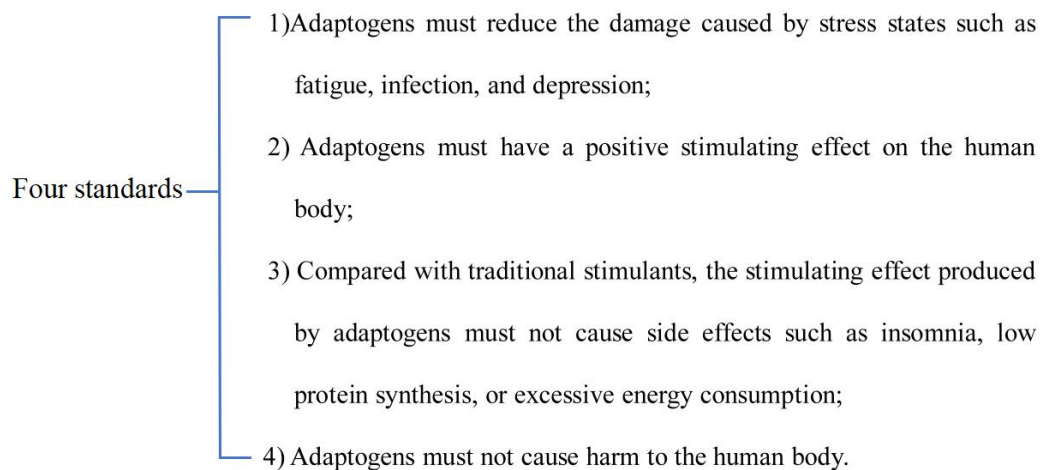 1)Adaptogens must reduce the damage caused by stress states such as
fatigue, infection, and depression;
2) Adaptogens must have a positive stimulating effect on the human
body;
Four standards
3) Compared with traditional stimulants, the stimulating effect produced
by adaptogens must not cause side effects such as insomnia, low
protein synthesis, or excessive energy consumption;
4) Adaptogens must not cause harm to the human body.